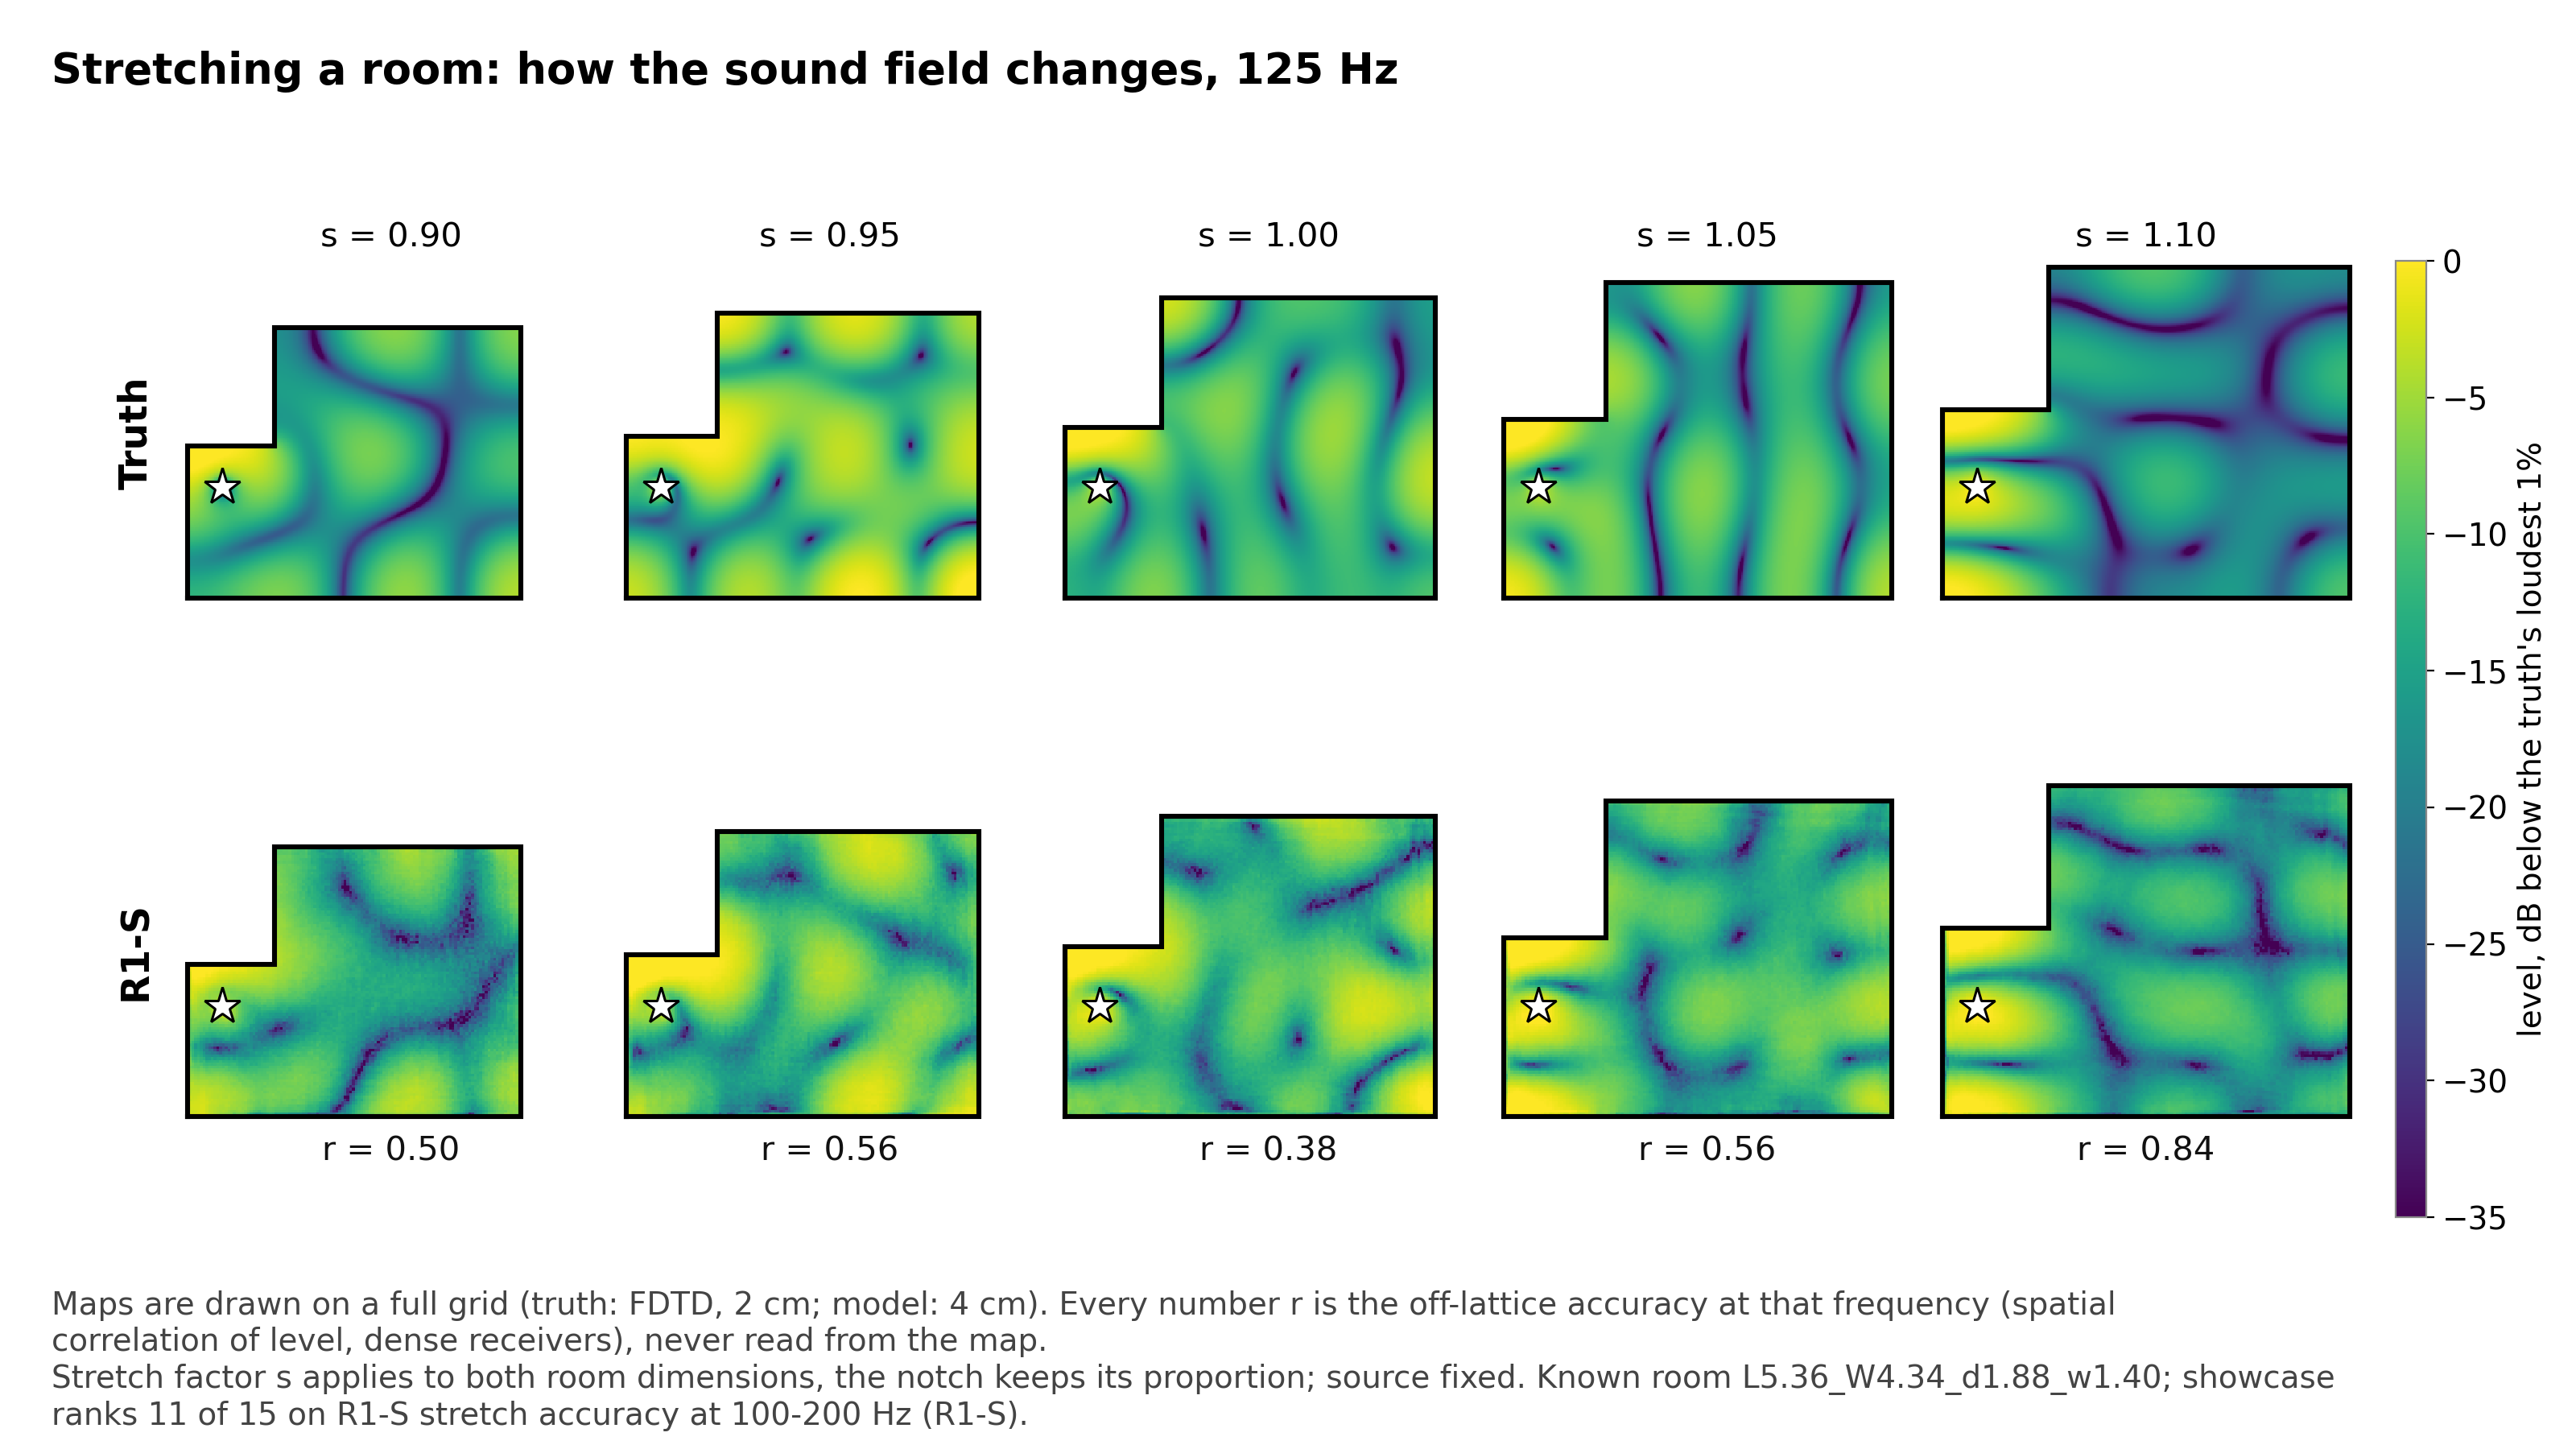 Stretching a room: how the sound field changes, 125 Hz
s = 0.90
s = 0.95
s = 1.00
s = 1.05
s = 1.10
Truth
R1-S
r = 0.50
r = 0.56
r = 0.38
r = 0.56
r = 0.84
0
−5
−10
−15
−20
−25
−30
−35
level, dB below the truth's loudest 1%
Maps are drawn on a full grid (truth: FDTD, 2 cm; model: 4 cm). Every number r is the off-lattice accuracy at that frequency (spatial
correlation of level, dense receivers), never read from the map.
Stretch factor s applies to both room dimensions, the notch keeps its proportion; source fixed. Known room L5.36_W4.34_d1.88_w1.40; showcase
ranks 11 of 15 on R1-S stretch accuracy at 100-200 Hz (R1-S).